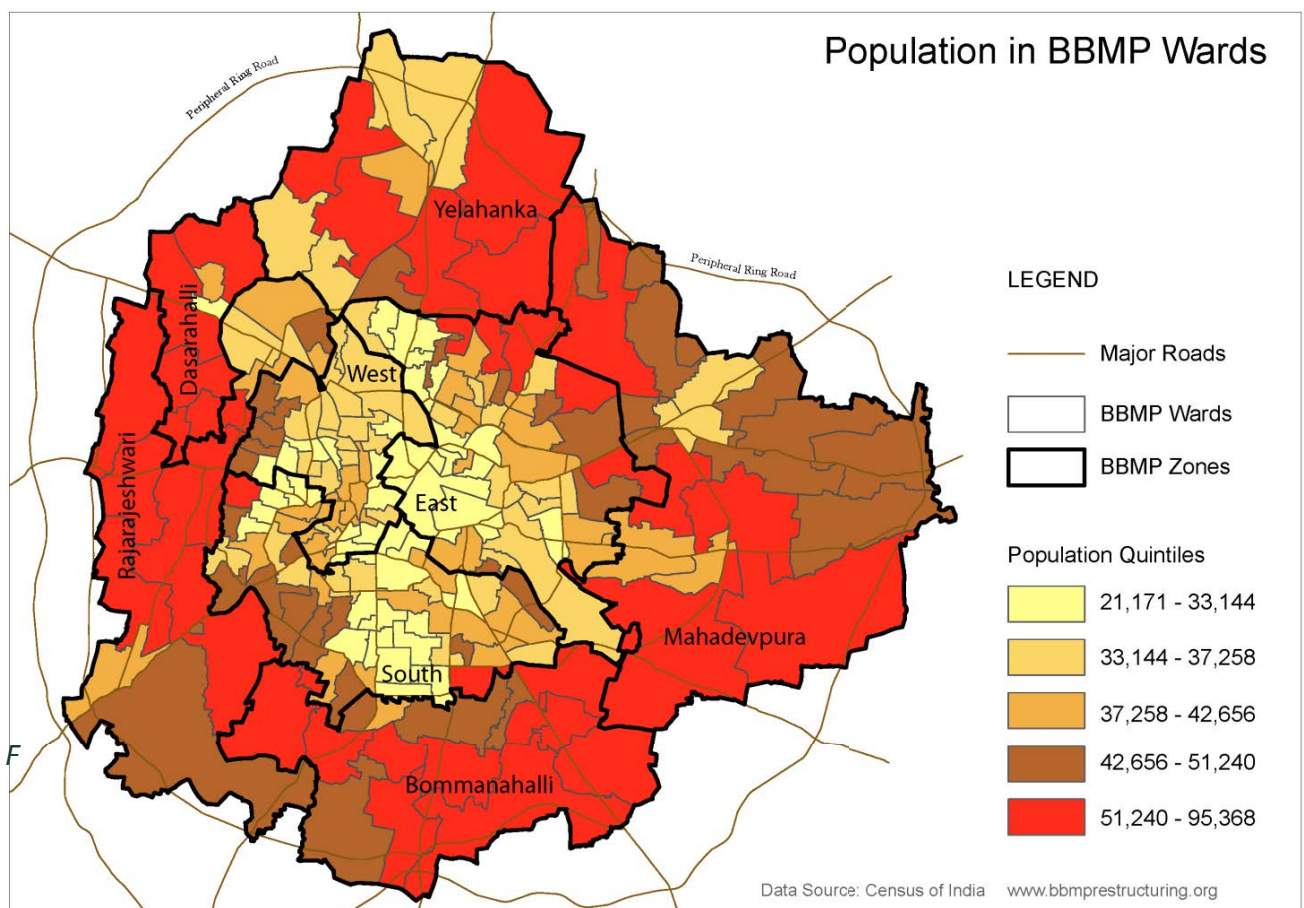 Population in BBMP Wards
Peripheral Ring Road
Peripheral Ring Road
Yelahanka
Dasarahalli
West
East
Rajarajeshwari
Mahadevpura
South
Bommanahalli
F
LEGEND
Major Roads
BBMP Wards
BBMP Zones
Population Quintiles
21,171 - 33,144
33,144 - 37,258
37,258 - 42,656
42,656 - 51,240
51,240 - 95,368
Data Source: Census of India www.bbmprestructuring.org